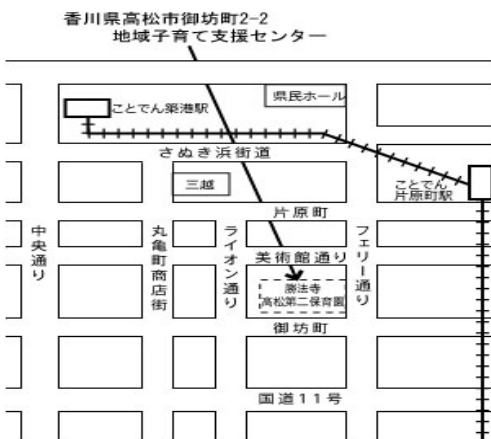 香川県高松市御坊町2-2
地域子育て支援センター
県民ホール
ことでん築港駅
さぬき浜街道
三越
ことでん
片原町駅
片原町
中央通り
丸亀町商店街
ライオン通り
フェリー通り
美術館通り
勝法寺
高松第二保育園
御坊町
国道11号